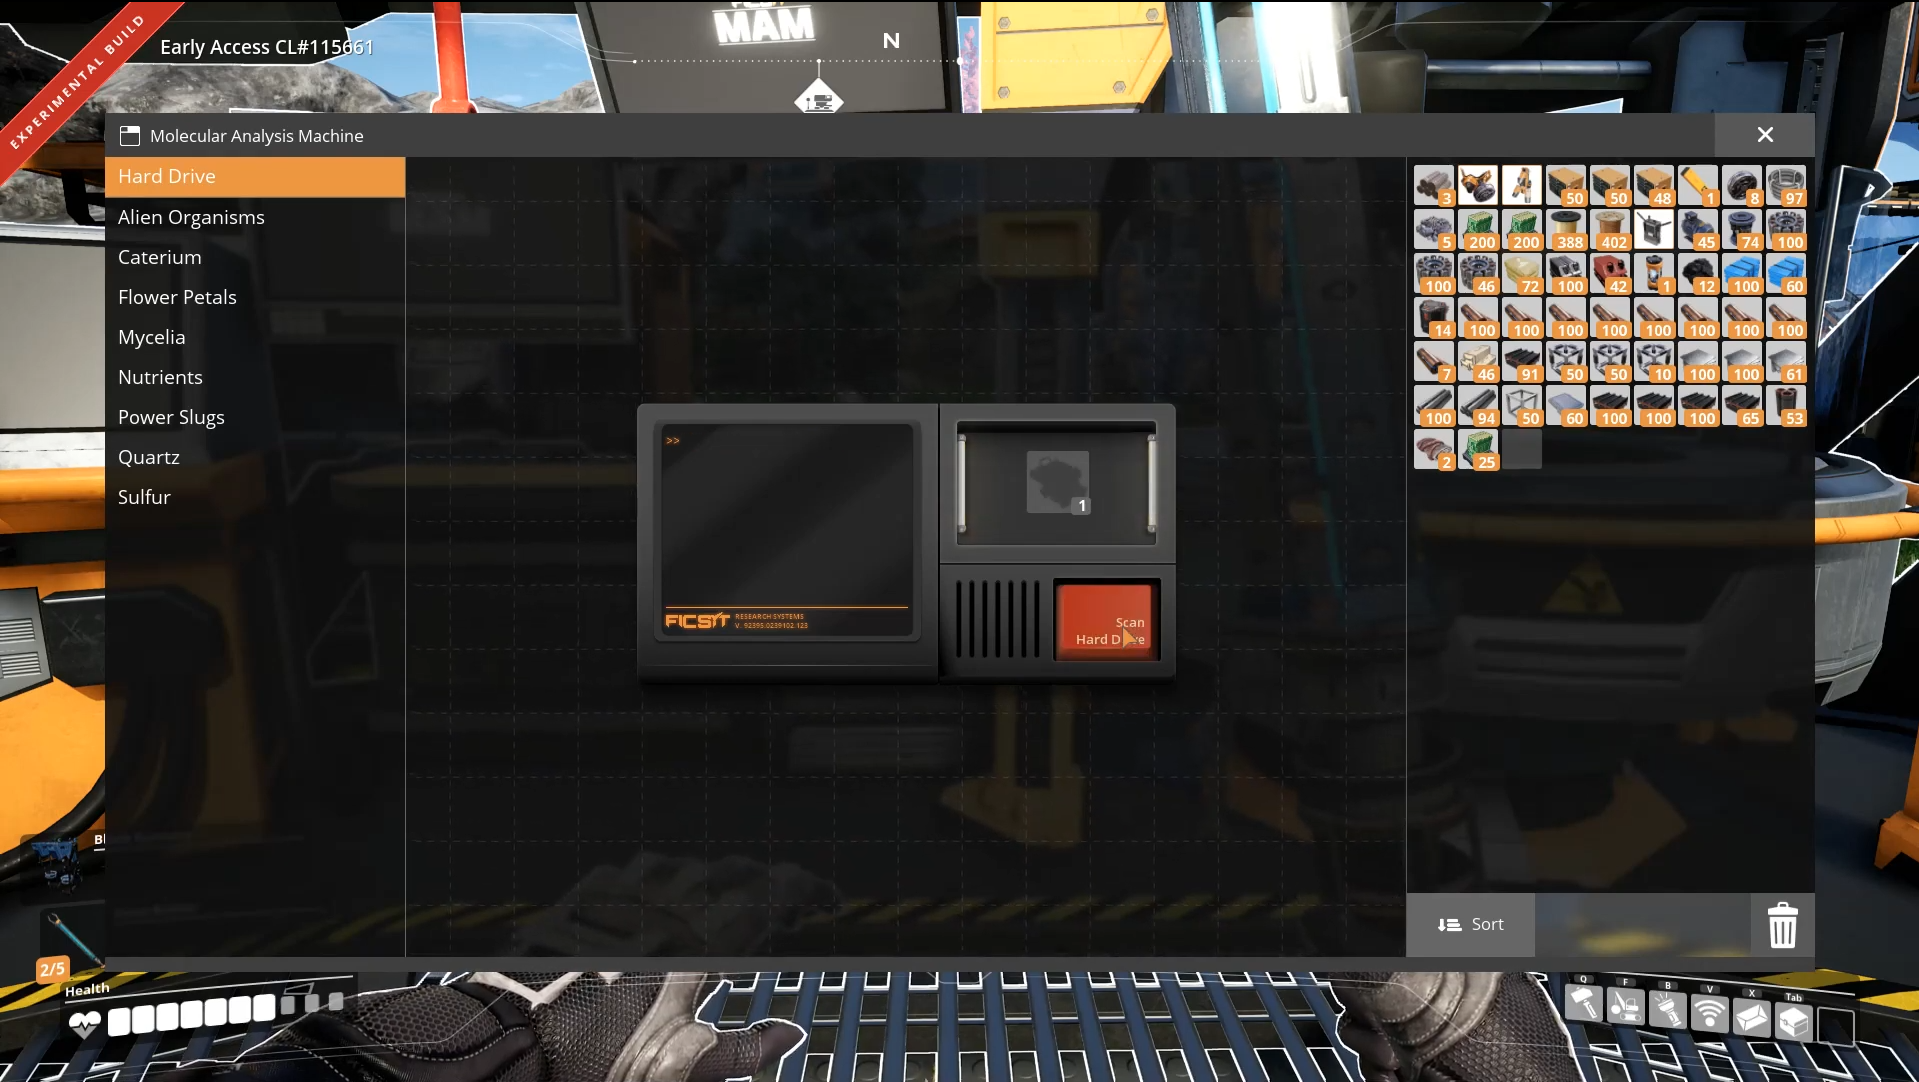 EXPERIMENTAL BUILD
Early Access CL#115661
MAM
N
Molecular Analysis Machine
Hard Drive
Alien Organisms
Caterium
Flower Petals
Mycelia
Nutrients
Power Slugs
Quartz
Sulfur
>>
FICSIT
RESEARCH SYSTEMS
1
Scan
3 50 50 48 1 8 97
5 200 200 388 402 45 74 100
100 46 72 100 42 1 12 100 60
14 100 100 100 100 100 100 100 100
7 46 91 50 50 10 100 100 61
100 94 50 60 100 100 100 65 53
2 25
Sort
2/5
Health
Q F B V X Tab